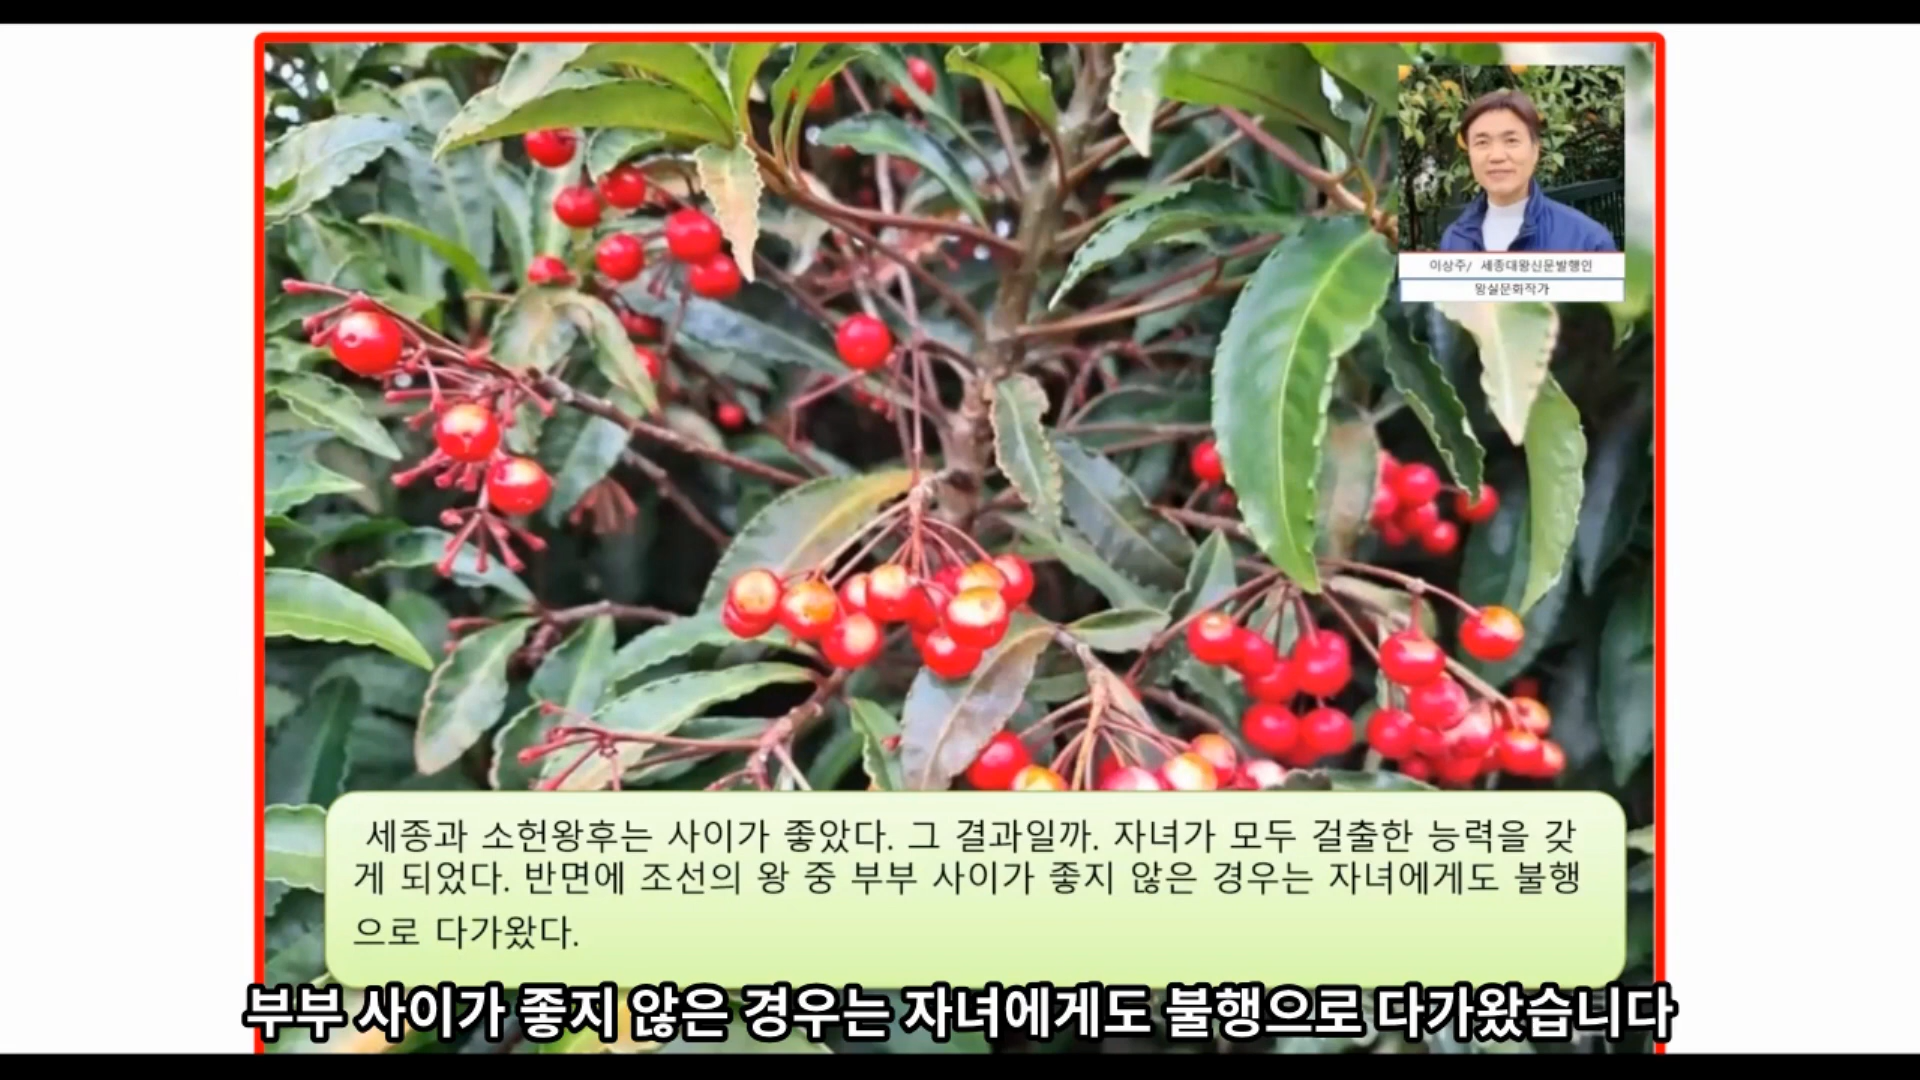 이상주/ 세종대왕신문발행인
왕실문화작가
세종과 소헌왕후는 사이가 좋았다. 그 결과일까. 자녀가 모두 걸출한 능력을 갖
게 되었다. 반면에 조선의 왕 중 부부 사이가 좋지 않은 경우는 자녀에게도 불행
으로 다가왔다.
부부 사이가 좋지 않은 경우는 자녀에게도 불행으로 다가왔습니다